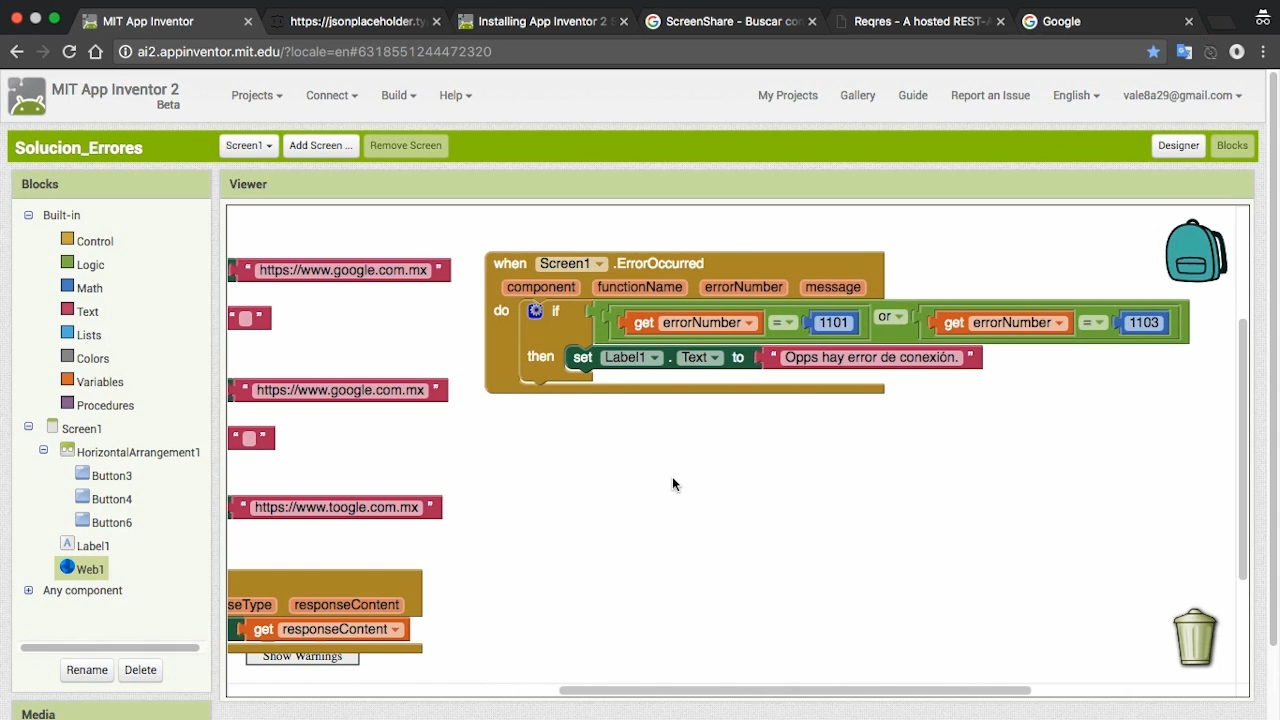 MIT App Inventor
https://jsonplaceholder.ty
Installing App Inventor 2 S
ScreenShare - Buscar con
Reqres - A hosted REST-A
Google
ai2.appinventor.mit.edu/?locale=en#6318551244472320
MIT App Inventor 2
Beta
Projects
Connect
Build
Help
My Projects
Gallery
Guide
Report an Issue
English
vale8a29@gmail.com
Solucion_Errores
Screen1
Add Screen ...
Remove Screen
Designer
Blocks
Blocks
Viewer
Built-in
Control
Logic
Math
Text
Lists
Colors
Variables
Procedures
Screen1
HorizontalArrangement1
Button3
Button4
Button6
Label1
Web1
Any component
Rename
Delete
Media
" https://www.google.com.mx "
" "
" https://www.google.com.mx "
" "
" https://www.toogle.com.mx "
seType responseContent
get responseContent
Show Warnings
when Screen1 .ErrorOccurred
component functionName errorNumber message
do if get errorNumber = 1101 or get errorNumber = 1103
then set Label1 . Text to " Opps hay error de conexión. "